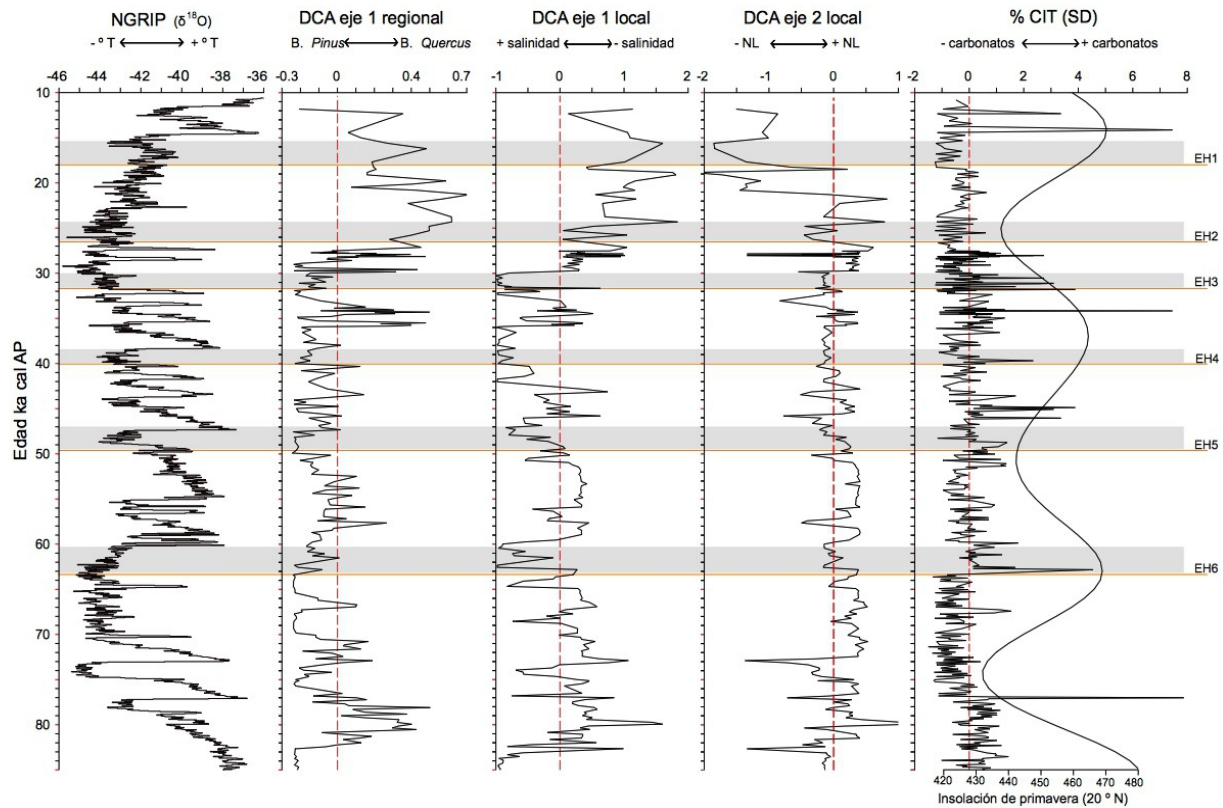 NGRIP (δ¹⁸O)
- º T + º T
-46 -44 -42 -40 -38 -36
DCA eje 1 regional
B. Pinus B. Quercus
-0.3 0 0.4 0.7
DCA eje 1 local
+ salinidad - salinidad
-1 0 1 2
DCA eje 2 local
- NL + NL
-2 -1 0 1
% CIT (SD)
- carbonatos + carbonatos
-2 0 2 4 6 8
Edad ka cal AP
10
20
30
40
50
60
70
80
EH1
EH2
EH3
EH4
EH5
EH6
420 430 440 450 460 470 480
Insolación de primavera (20 º N)